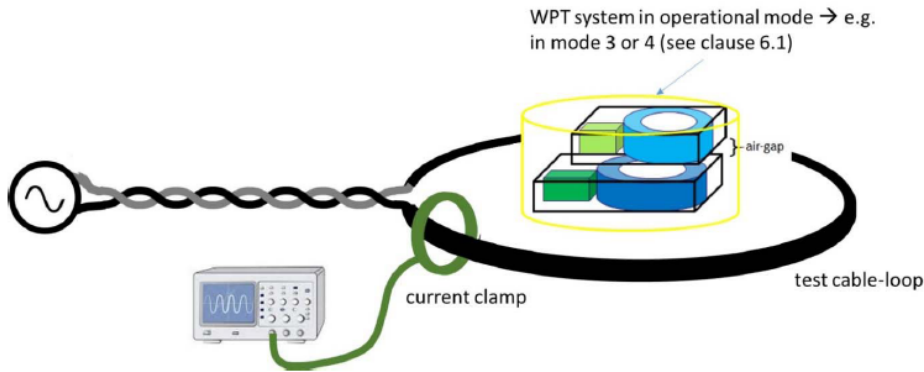 WPT system in operational mode → e.g.
in mode 3 or 4 (see clause 6.1)
air-gap
current clamp
test cable-loop